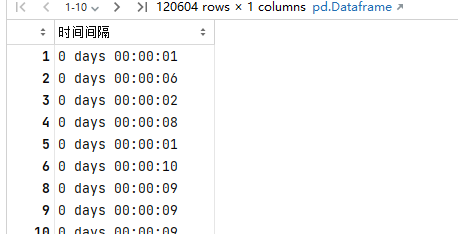 1-10 120604 rows × 1 columns pd.Dataframe
时间间隔
1 0 days 00:00:01
2 0 days 00:00:06
3 0 days 00:00:02
4 0 days 00:00:08
5 0 days 00:00:01
6 0 days 00:00:10
8 0 days 00:00:09
9 0 days 00:00:09
10 0 days 00:00:09